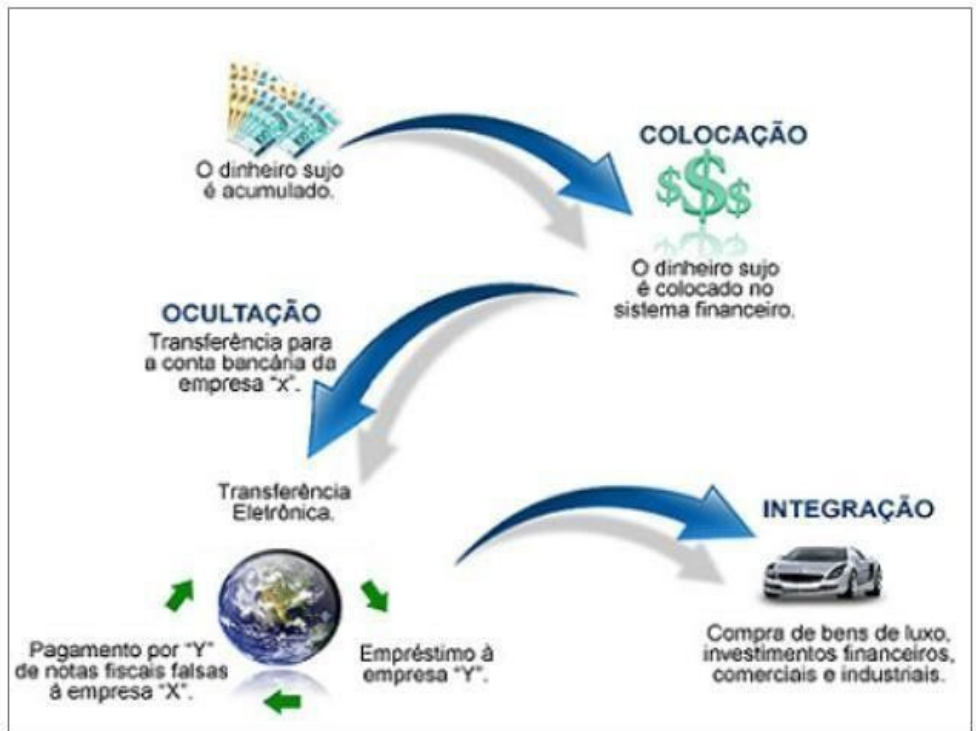 O dinheiro sujo
é acumulado.
COLOCAÇÃO
$$$
O dinheiro sujo
é colocado no
sistema financeiro.
OCULTAÇÃO
Transferência para
a conta bancária da
empresa "x".
Transferência
Eletrônica.
Empréstimo à
empresa "Y".
Pagamento por "Y"
de notas fiscais falsas
à empresa "X".
INTEGRAÇÃO
Compra de bens de luxo,
investimentos financeiros,
comerciais e industriais.